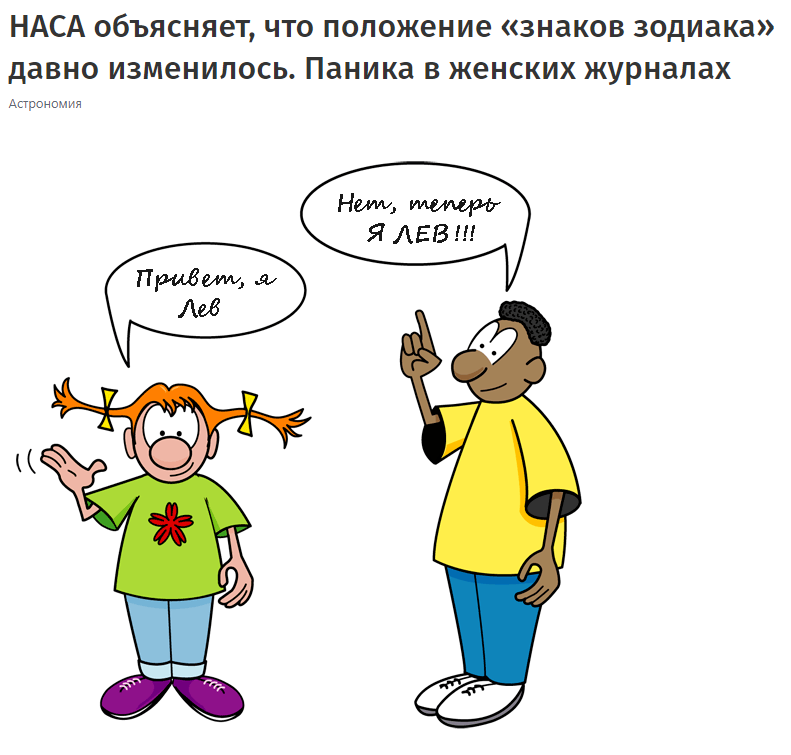 НАСА объясняет, что положение «знаков зодиака»
давно изменилось. Паника в женских журналах
Астрономия
Нет, теперь
Я ЛЕВ!!!
Привет, я
Лев